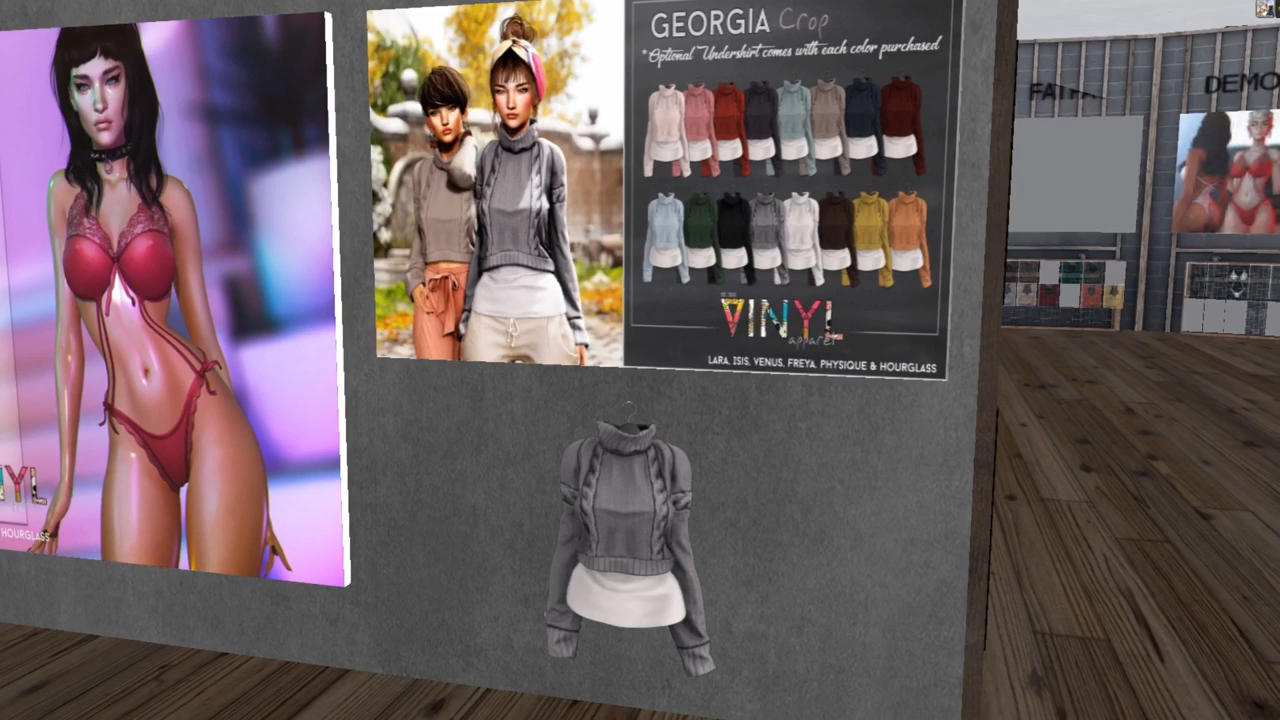 GEORGIA Crop
*Optional Undershirt comes with each color purchased
VINYL
apparel
LARA, ISIS, VENUS, FREYA, PHYSIQUE & HOURGLASS
NYL
HOURGLASS
DEMO